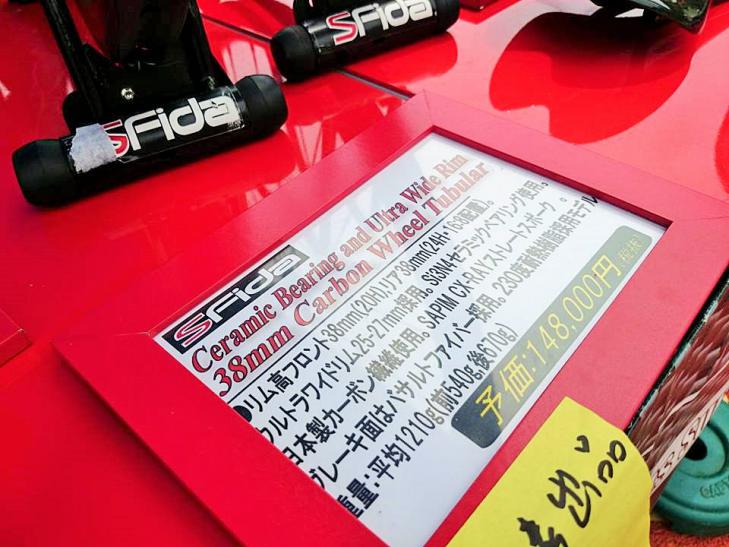 SFida
SFida
SFida
Ceramic Bearing and Ultra Wide Rim
38mm Carbon Wheel Tubular
●リム高フロント38mm(20H),リア38mm(24H・168配置)。
ウルトラワイドリム25-27mm採用。Si3N4セラミックベアリング使用。
日本製カーボン繊維使用。SAPIM CX-RAYストレートスポーク。
ブレーキ面はバサルトファイバー採用。230度耐熱樹脂採用モデル
重量:平均1210g(前540g,後670g)
予価:148,000円(税抜)
出品